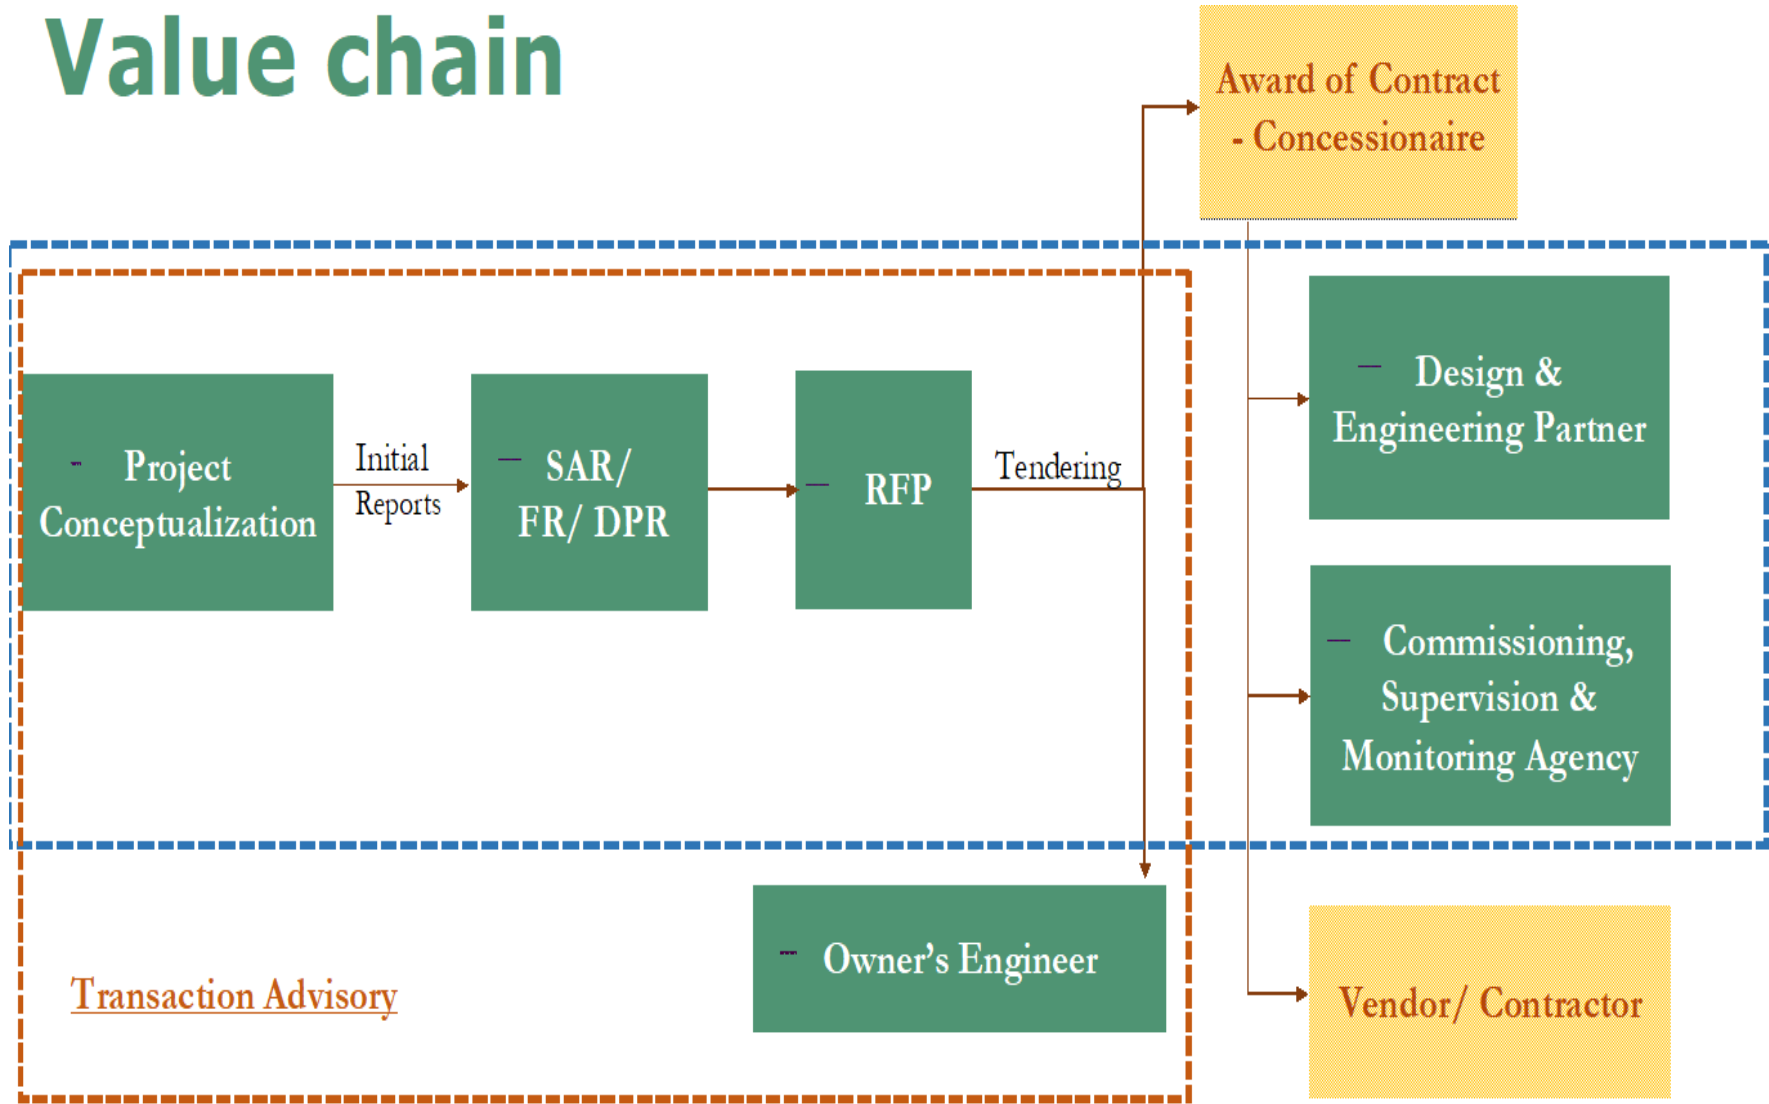 Value chain
Award of Contract
- Concessionaire
Project
Conceptualization
Initial
Reports
SAR/
FR/ DPR
RFP
Tendering
Design &
Engineering Partner
Commissioning,
Supervision &
Monitoring Agency
Owner's Engineer
Transaction Advisory
Vendor/ Contractor